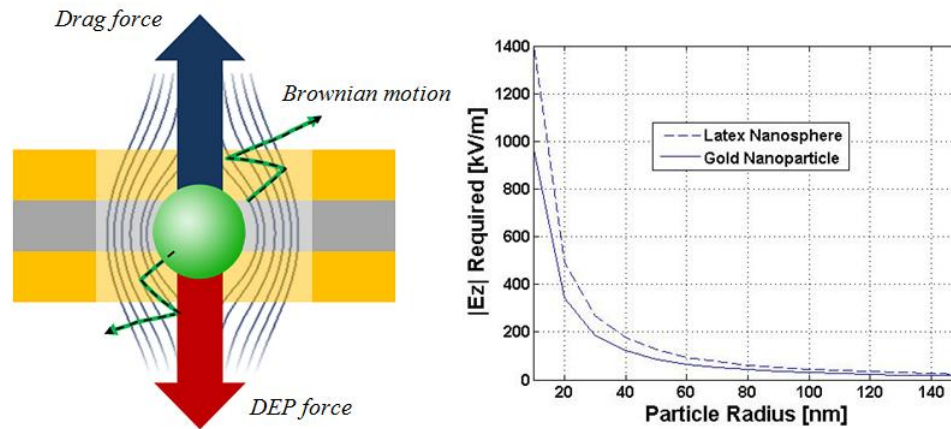 Drag force
Brownian motion
DEP force
|Ez| Required [kV/m]
1400
1200
1000
800
600
400
200
0
Latex Nanosphere
Gold Nanoparticle
20 40 60 80 100 120 140
Particle Radius [nm]